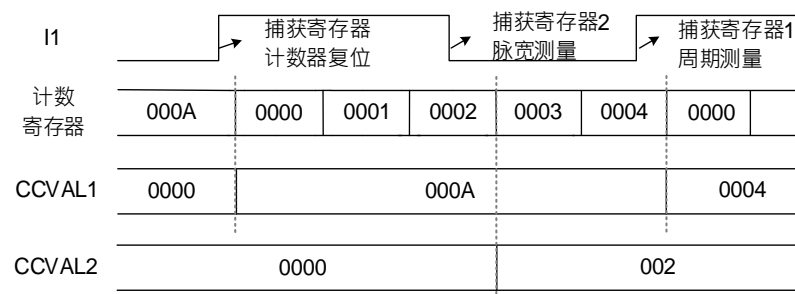 I1
捕获寄存器
计数器复位
捕获寄存器2
脉宽测量
捕获寄存器1
周期测量
计数
寄存器
000A 0000 0001 0002 0003 0004 0000
CCVAL1 0000 000A 0004
CCVAL2 0000 002